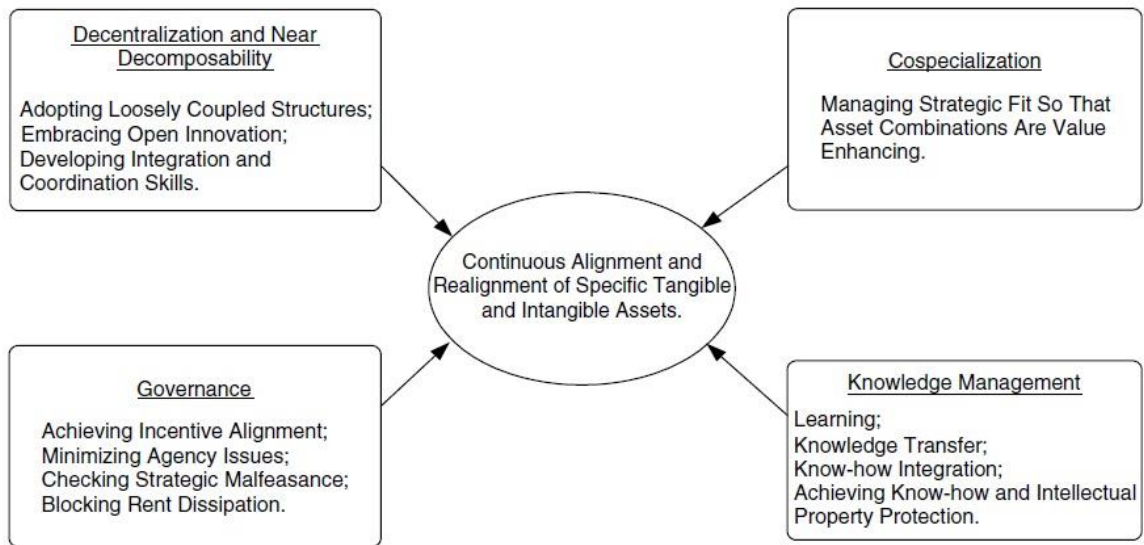 Decentralization and Near
Decomposability
Adopting Loosely Coupled Structures;
Embracing Open Innovation;
Developing Integration and
Coordination Skills.
Cospecialization
Managing Strategic Fit So That
Asset Combinations Are Value
Enhancing.
Continuous Alignment and
Realignment of Specific Tangible
and Intangible Assets.
Governance
Achieving Incentive Alignment;
Minimizing Agency Issues;
Checking Strategic Malfeasance;
Blocking Rent Dissipation.
Knowledge Management
Learning;
Knowledge Transfer;
Know-how Integration;
Achieving Know-how and Intellectual
Property Protection.